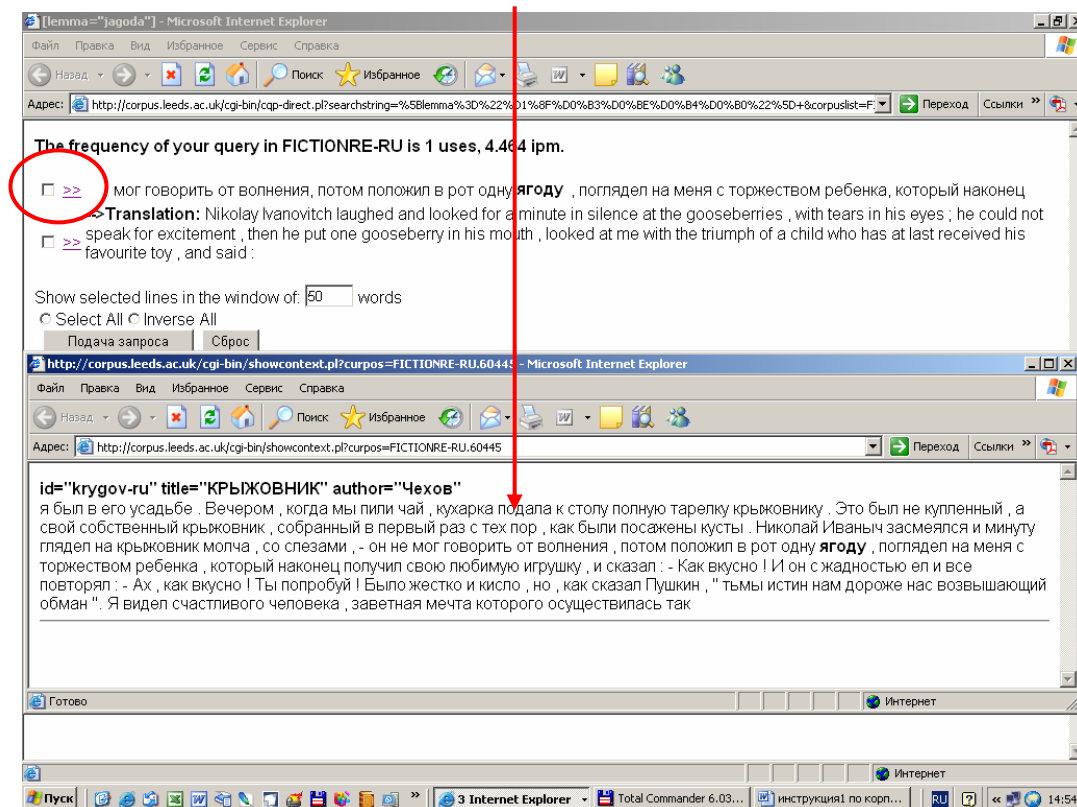 [lemma="jagoda"] - Microsoft Internet Explorer
Файл Правка Вид Избранное Сервис Справка
Назад Поиск Избранное
Адрес: http://corpus.leeds.ac.uk/cgi-bin/cqp-direct.pl?searchstring=%5Blemma%3D%22%D1%8F%D0%B3%D0%BE%D0%B4%D0%B0%22%5D+&corpuslist=F Переход Ссылки »
The frequency of your query in FICTIONRE-RU is 1 uses, 4.464 ipm.
>> мог говорить от волнения, потом положил в рот одну ягоду , поглядел на меня с торжеством ребенка, который наконец
->Translation: Nikolay Ivanovitch laughed and looked for a minute in silence at the gooseberries , with tears in his eyes ; he could not
>> speak for excitement , then he put one gooseberry in his mouth , looked at me with the triumph of a child who has at last received his
favourite toy , and said :
Show selected lines in the window of: 50 words
Select All Inverse All
Подача запроса Сброс
http://corpus.leeds.ac.uk/cgi-bin/showcontext.pl?curpos=FICTIONRE-RU.60445 - Microsoft Internet Explorer
Файл Правка Вид Избранное Сервис Справка
Назад Поиск Избранное
Адрес: http://corpus.leeds.ac.uk/cgi-bin/showcontext.pl?curpos=FICTIONRE-RU.60445 Переход Ссылки »
id="krygov-ru" title="КРЫЖОВНИК" author="Чехов"
я был в его усадьбе . Вечером , когда мы пили чай , кухарка подала к столу полную тарелку крыжовнику . Это был не купленный , а
свой собственный крыжовник , собранный в первый раз с тех пор , как были посажены кусты . Николай Иваныч засмеялся и минуту
глядел на крыжовник молча , со слезами , - он не мог говорить от волнения , потом положил в рот одну ягоду , поглядел на меня с
торжеством ребенка , который наконец получил свою любимую игрушку , и сказал : - Как вкусно ! И он с жадностью ел и все
повторял : - Ах , как вкусно ! Ты попробуй ! Было жестко и кисло , но , как сказал Пушкин , " тьмы истин нам дороже нас возвышающий
обман ". Я видел счастливого человека , заветная мечта которого осуществилась так
Готово Интернет
Интернет
Пуск » 3 Internet Explorer Total Commander 6.03... инструкция1 по корп... RU « 14:54